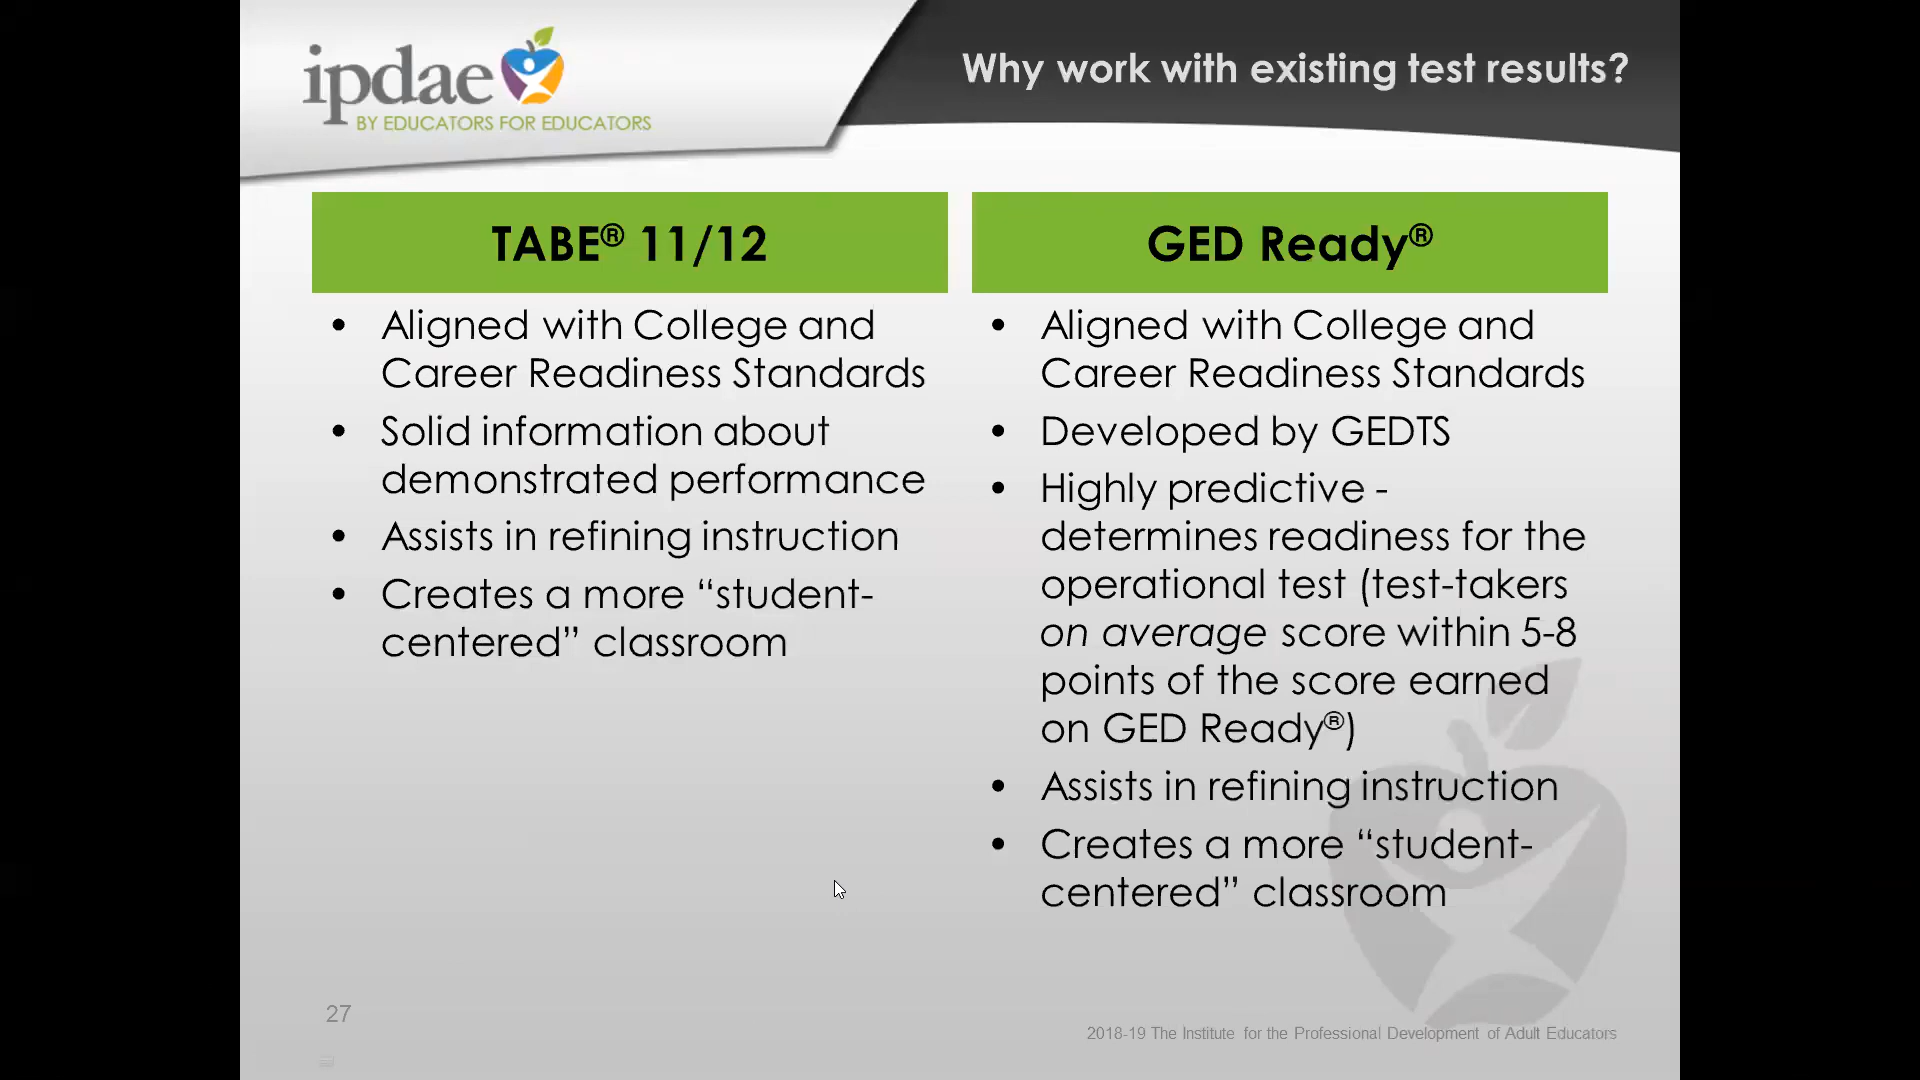 ipdae
BY EDUCATORS FOR EDUCATORS
Why work with existing test results?
TABE® 11/12
• Aligned with College and
Career Readiness Standards
• Solid information about
demonstrated performance
• Assists in refining instruction
• Creates a more “student-
centered” classroom
GED Ready®
• Aligned with College and
Career Readiness Standards
• Developed by GEDTS
• Highly predictive -
determines readiness for the
operational test (test-takers
on average score within 5-8
points of the score earned
on GED Ready®)
• Assists in refining instruction
• Creates a more “student-
centered” classroom
27
2018-19 The Institute for the Professional Development of Adult Educators